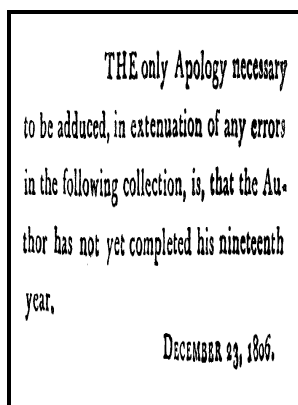 THE only Apology necessary
to be adduced, in extenuation of any errors
in the following collection, is, that the Au-
thor has not yet completed his nineteenth
year.
DECEMBER 23, 1806.